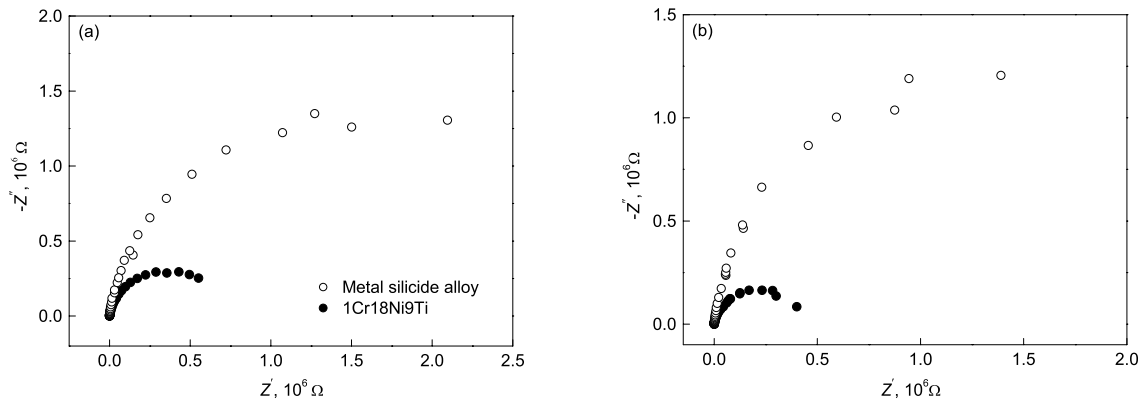 (a)
2.0
1.5
1.0
0.5
0.0
-Z″, 10⁶ Ω
0.0 0.5 1.0 1.5 2.0 2.5
Z′, 10⁶ Ω
Metal silicide alloy
1Cr18Ni9Ti
(b)
1.5
1.0
0.5
0.0
-Z″, 10⁶Ω
0.0 0.5 1.0 1.5 2.0
Z′, 10⁶Ω